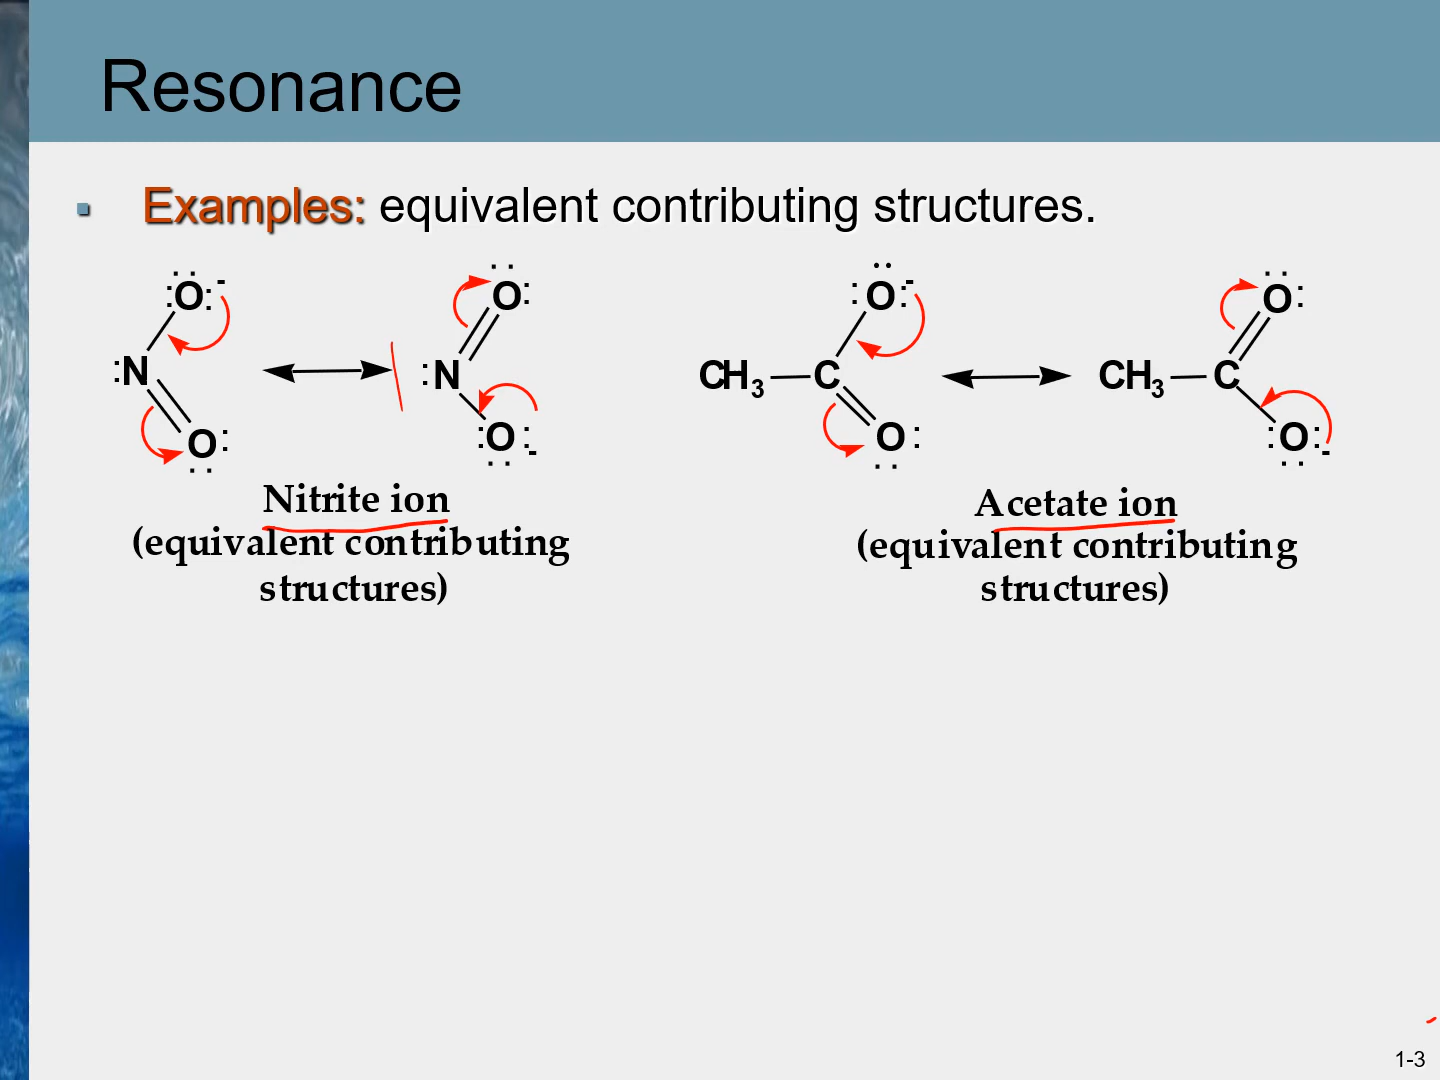 Resonance
Examples: equivalent contributing structures.
:O:- O: :O:- O:
:N :N CH3 C CH3 C
O: :O:- O: :O:-
Nitrite ion
(equivalent contributing
structures)
Acetate ion
(equivalent contributing
structures)
1-3